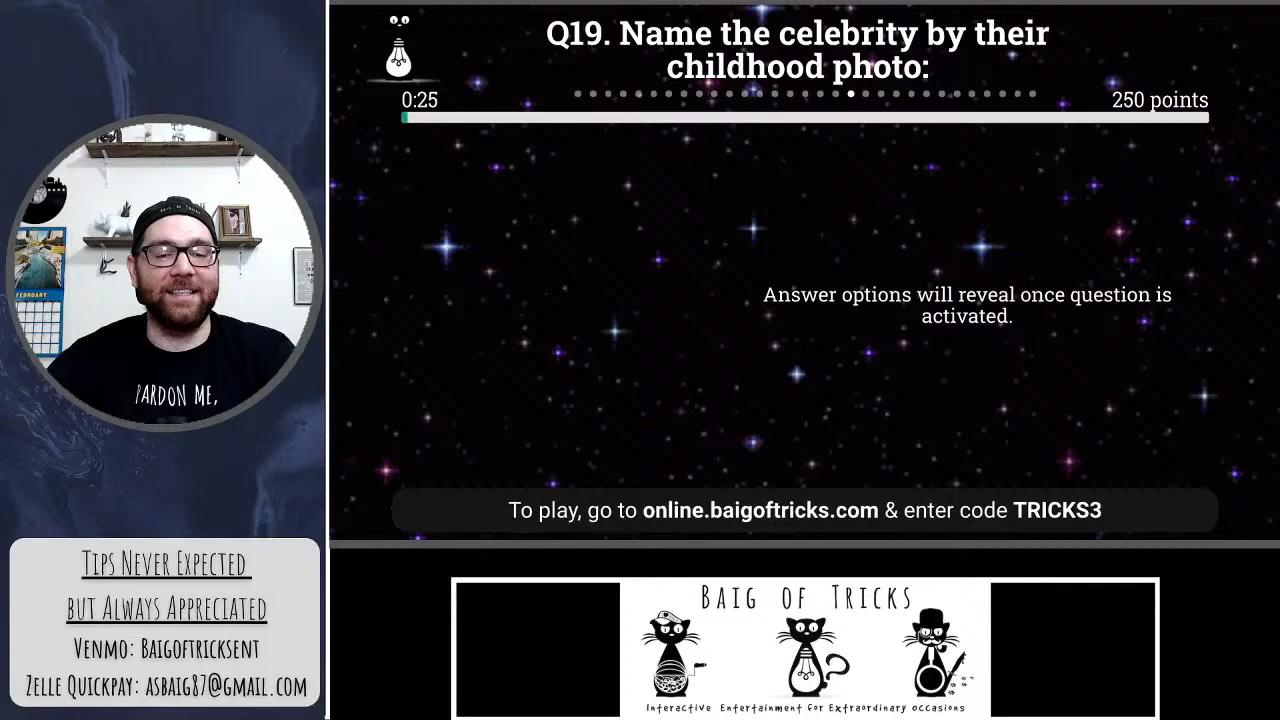 Q19. Name the celebrity by their
childhood photo:
0:25
250 points
Answer options will reveal once question is
activated.
To play, go to online.baigoftricks.com & enter code TRICKS3
FEBRUARY
PARDON ME,
TIPS NEVER EXPECTED
BUT ALWAYS APPRECIATED
VENMO: BAIGOFTRICKSENT
ZELLE QUICKPAY: ASBAIG87@GMAIL.COM
BAIG OF TRICKS
Interactive Entertainment for Extraordinary Occasions